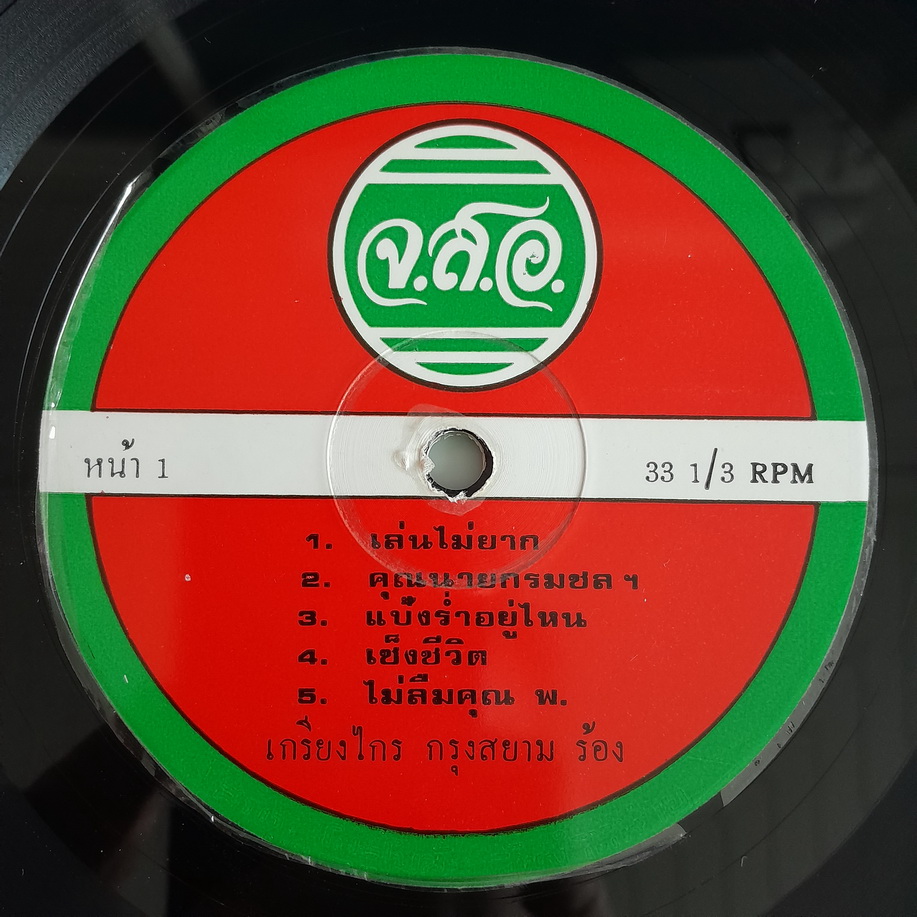 จ.ส.อ.
หน้า 1
33 1/3 RPM
1. เล่นไม่ยาก
2. คุณนายกรมชลฯ
3. แบ้งร่ำอยู่ไหน
4. เซ็งชีวิต
5. ไม่ลืมคุณ พ.
เกรียงไกร กรุงสยาม ร้อง